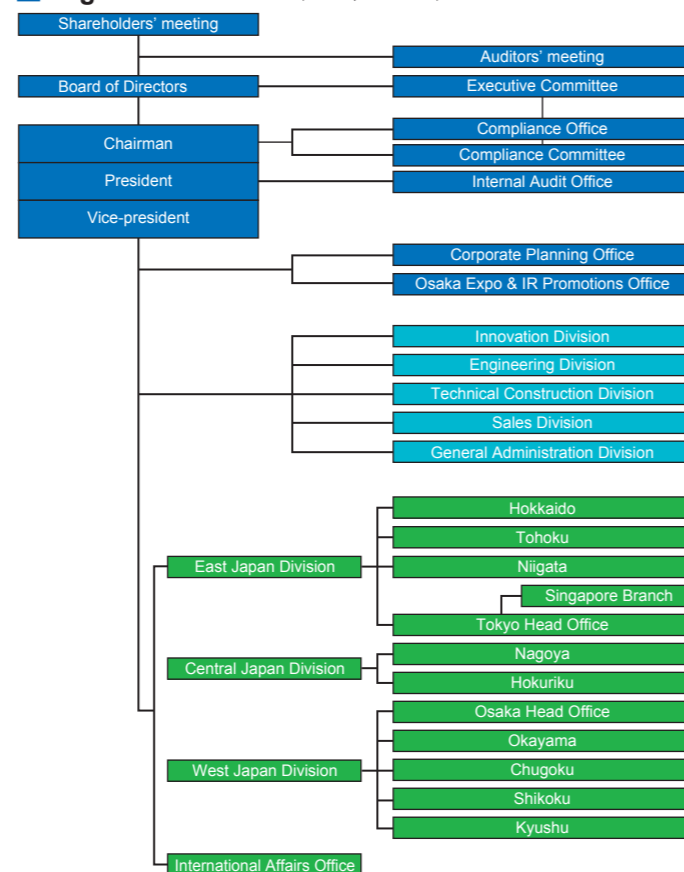 Shareholders' meeting
Auditors' meeting
Board of Directors
Executive Committee
Chairman
Compliance Office
Compliance Committee
President
Internal Audit Office
Vice-president
Corporate Planning Office
Osaka Expo & IR Promotions Office
Innovation Division
Engineering Division
Technical Construction Division
Sales Division
General Administration Division
East Japan Division
Hokkaido
Tohoku
Niigata
Singapore Branch
Tokyo Head Office
Central Japan Division
Nagoya
Hokuriku
West Japan Division
Osaka Head Office
Okayama
Chugoku
Shikoku
Kyushu
International Affairs Office